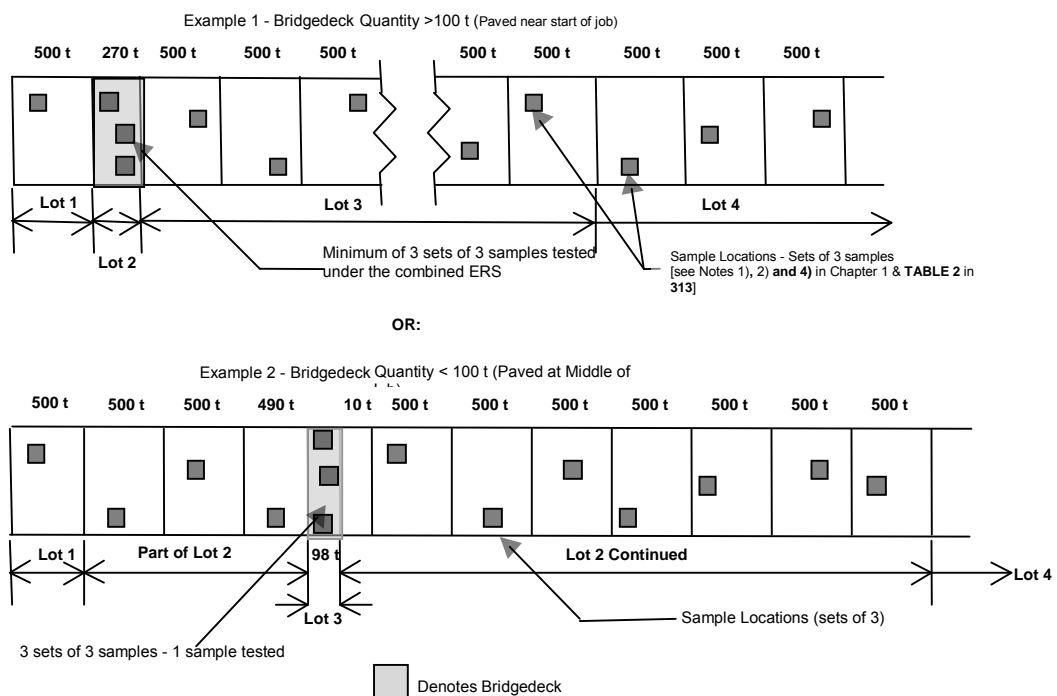 Example 1 - Bridgedeck Quantity >100 t (Paved near start of job)
500 t 270 t 500 t 500 t 500 t 500 t 500 t 500 t 500 t 500 t
Lot 1 Lot 3 Lot 4
Lot 2
Minimum of 3 sets of 3 samples tested
under the combined ERS
Sample Locations - Sets of 3 samples
[see Notes 1), 2) and 4) in Chapter 1 & TABLE 2 in
313]
OR:
Example 2 - Bridgedeck Quantity < 100 t (Paved at Middle of
500 t 500 t 500 t 490 t 10 t 500 t 500 t 500 t 500 t 500 t 500 t 500 t
Lot 1 Part of Lot 2 98 t Lot 2 Continued
Lot 4
Lot 3
Sample Locations (sets of 3)
3 sets of 3 samples - 1 sample tested
Denotes Bridgedeck